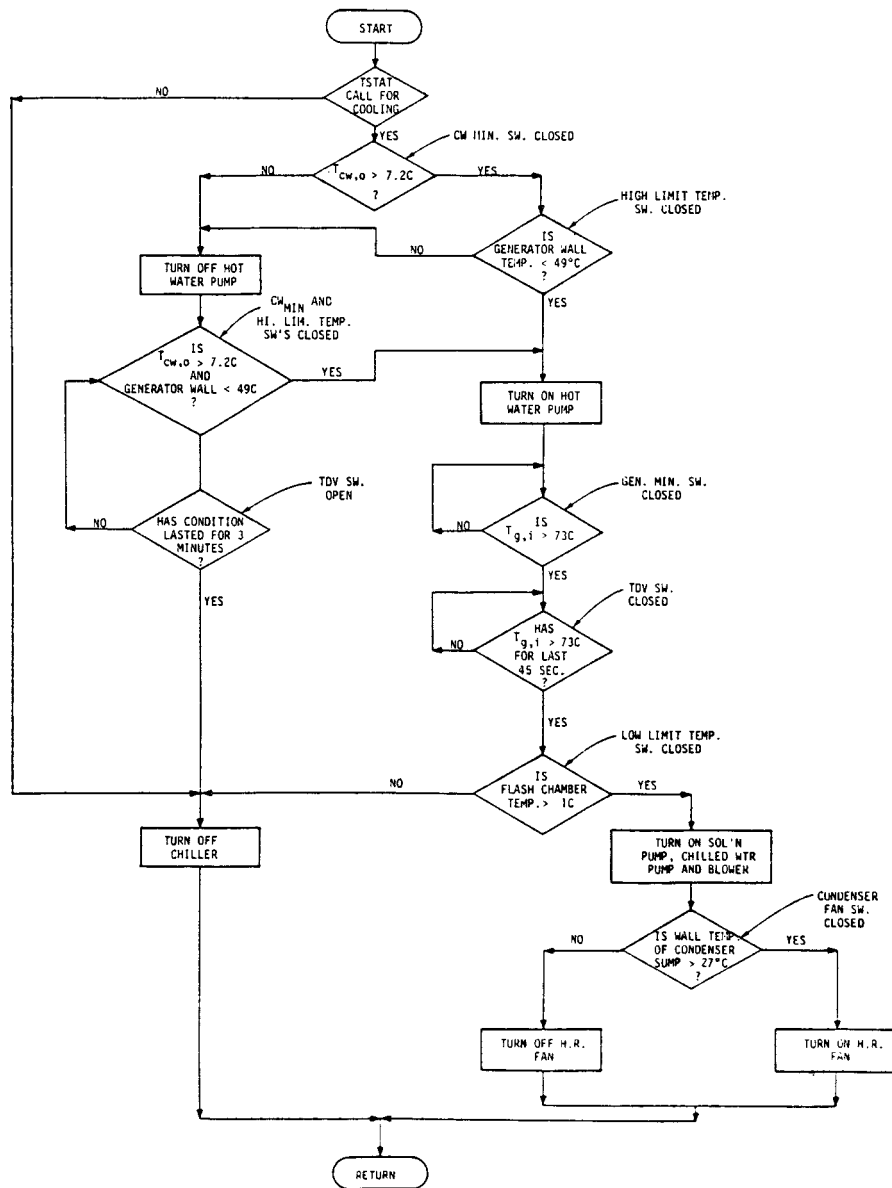 START
TSTAT
CALL FOR
COOLING
NO
YES
CW MIN. SW. CLOSED
T_cw,o > 7.2C
?
NO
YES
HIGH LIMIT TEMP.
SW. CLOSED
IS
GENERATOR WALL
TEMP. < 49°C
?
NO
YES
TURN OFF HOT
WATER PUMP
CW_MIN AND
HI. LIM. TEMP.
SW'S CLOSED
IS
T_cw,o > 7.2C
AND
GENERATOR WALL < 49C
?
YES
TURN ON HOT
WATER PUMP
TDV SW.
OPEN
HAS CONDITION
LASTED FOR 3
MINUTES
?
NO
YES
GEN. MIN. SW.
CLOSED
IS
T_g,i > 73C
NO
YES
TDV SW.
CLOSED
HAS
T_g,i > 73C
FOR LAST
45 SEC.
?
NO
YES
LOW LIMIT TEMP.
SW. CLOSED
IS
FLASH CHAMBER
TEMP. > 1C
NO
YES
TURN OFF
CHILLER
TURN ON SOL'N
PUMP, CHILLED WTR
PUMP AND BLOWER
CONDENSER
FAN SW.
CLOSED
IS WALL TEMP.
OF CONDENSER
SUMP > 27°C
?
NO
YES
TURN OFF H.R.
FAN
TURN ON H.R.
FAN
RETURN